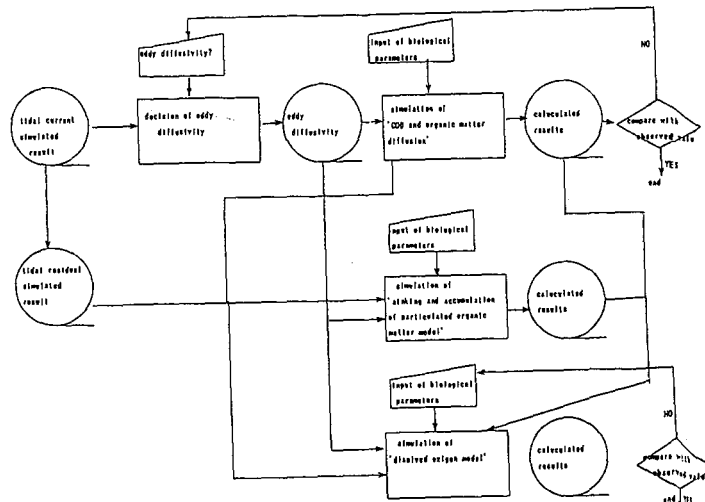 eddy diffusivity?
input of biological
parameters
NO
tidal current
simulated
result
decision of eddy
diffusivity
eddy
diffusivity
simulation of
"COD and organic matter
diffusion"
calculated
results
compare with
observed value
YES
end
input of biological
parameters
tidal residual
simulated
result
simulation of
"sinking and accumulation
of particulated organic
matter model"
calculated
results
input of biological
parameters
NO
simulation of
"disolved oxigen model"
calculated
results
compare with
observed value
end
YES